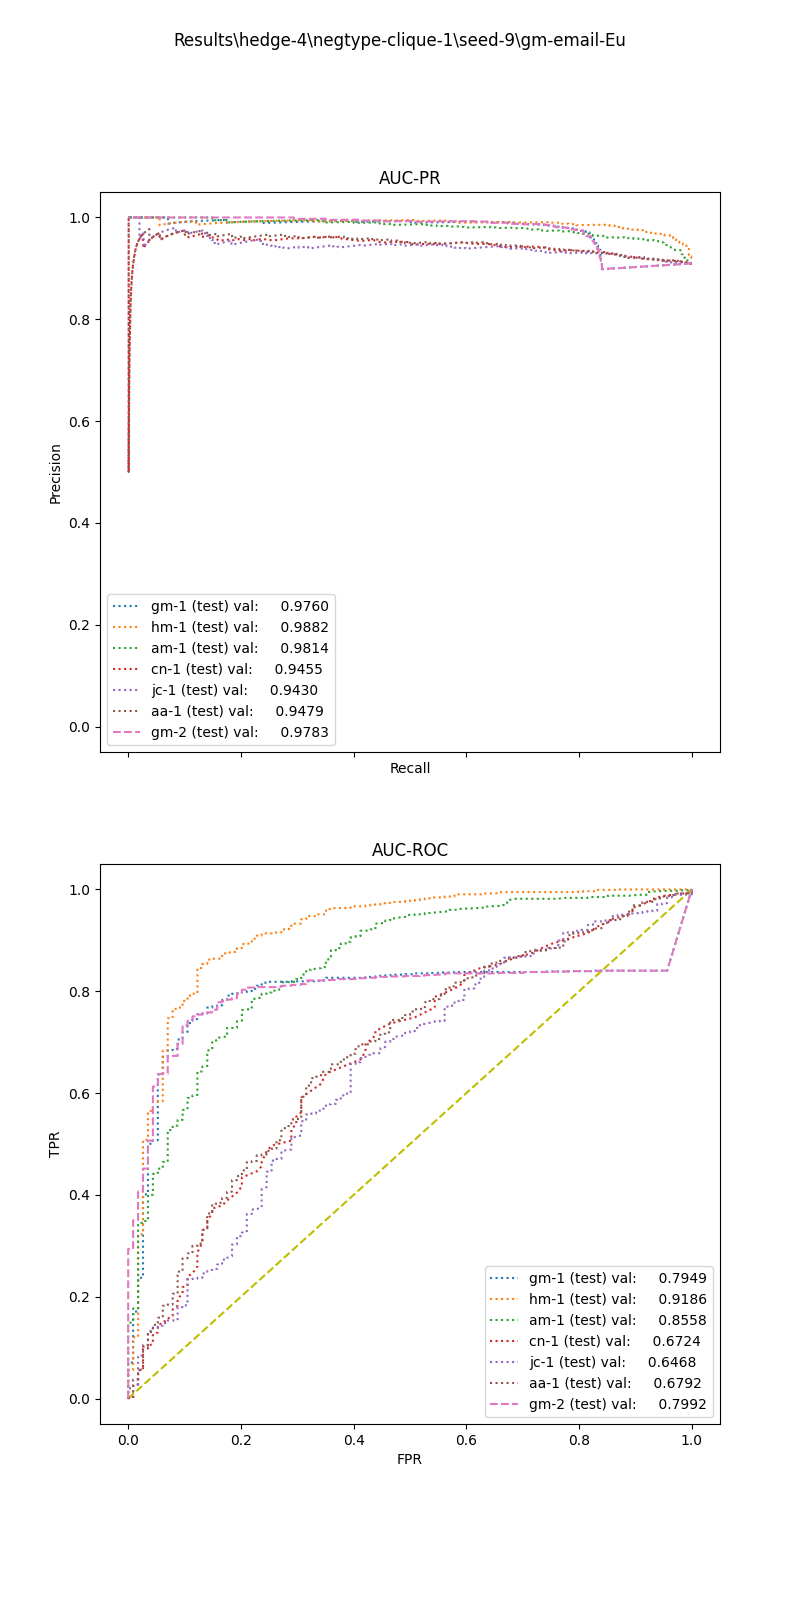 Results\hedge-4\negtype-clique-1\seed-9\gm-email-Eu
AUC-PR
1.0
0.8
0.6
0.4
0.2
0.0
Precision
gm-1 (test) val: 0.9760
hm-1 (test) val: 0.9882
am-1 (test) val: 0.9814
cn-1 (test) val: 0.9455
jc-1 (test) val: 0.9430
aa-1 (test) val: 0.9479
gm-2 (test) val: 0.9783
Recall
AUC-ROC
1.0
0.8
0.6
0.4
0.2
0.0
TPR
gm-1 (test) val: 0.7949
hm-1 (test) val: 0.9186
am-1 (test) val: 0.8558
cn-1 (test) val: 0.6724
jc-1 (test) val: 0.6468
aa-1 (test) val: 0.6792
gm-2 (test) val: 0.7992
0.0 0.2 0.4 0.6 0.8 1.0
FPR